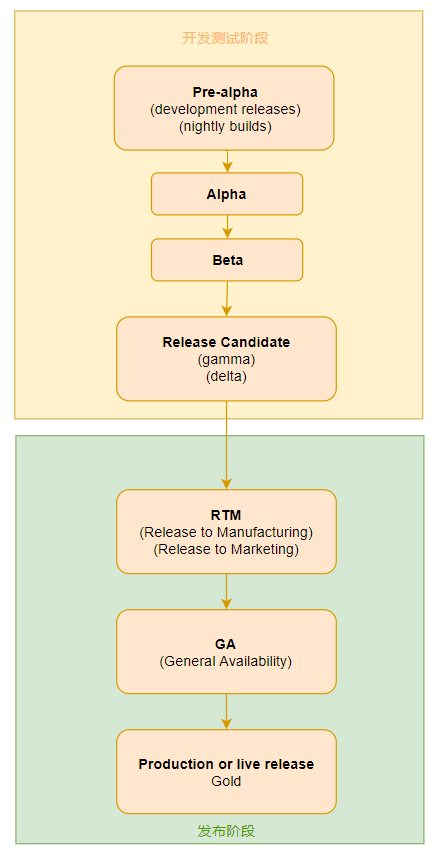 开发测试阶段
Pre-alpha
(development releases)
(nightly builds)
Alpha
Beta
Release Candidate
(gamma)
(delta)
RTM
(Release to Manufacturing)
(Release to Marketing)
GA
(General Availability)
Production or live release
Gold
发布阶段